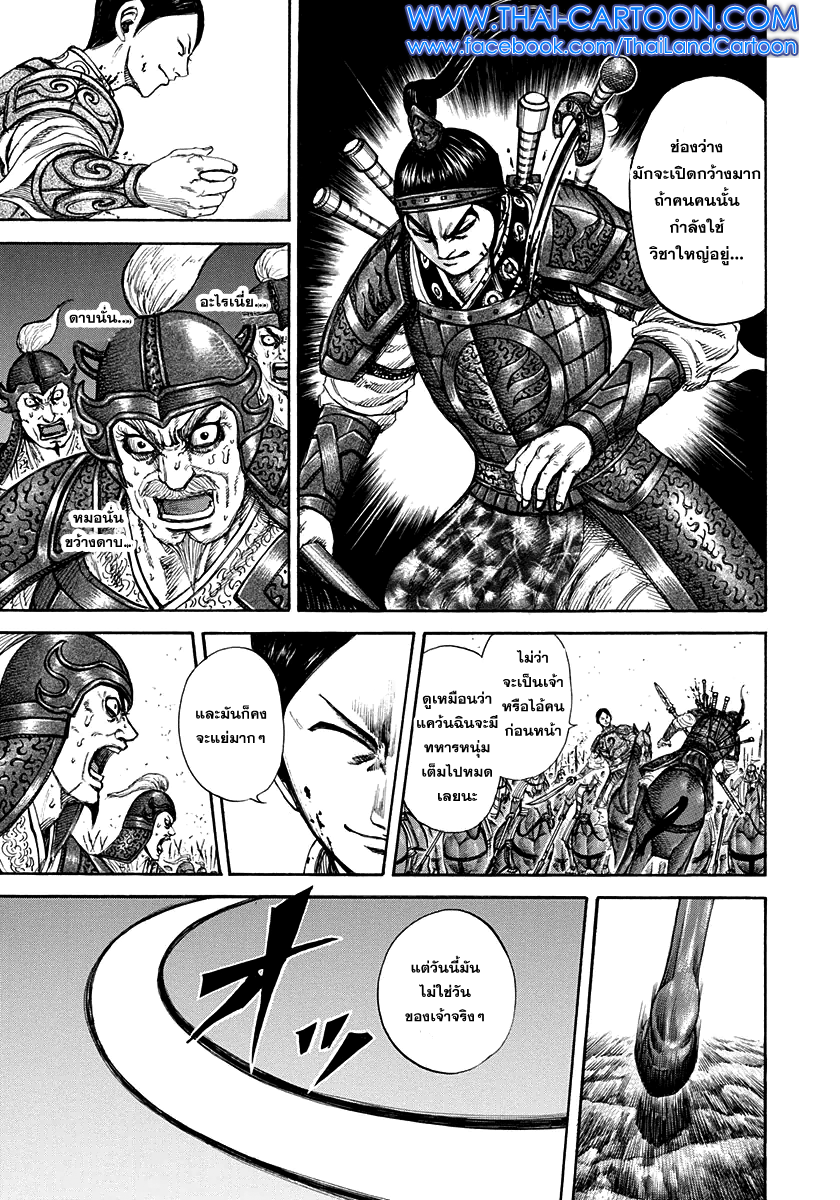 WWW.THAI-CARTOON.COM
www.facebook.com/ThaiLandCartoon
ช่องว่าง
มักจะเปิดกว้างมาก
ถ้าคนคนนั้น
กำลังใช้
วิชาใหญ่อยู่...
อะไรเนี่ย...
ดาบนั่น...
หมอนั่น
ขว้างดาบ...
ไม่ว่า
จะเป็นเจ้า
หรือไอ้คน
ก่อนหน้า
ดูเหมือนว่า
แคว้นฉินจะมี
ทหารหนุ่ม
เต็มไปหมด
เลยนะ
และมันก็คง
จะแย่มากๆ
แต่วันนี้มัน
ไม่ใช่วัน
ของเจ้าจริงๆ
オッ